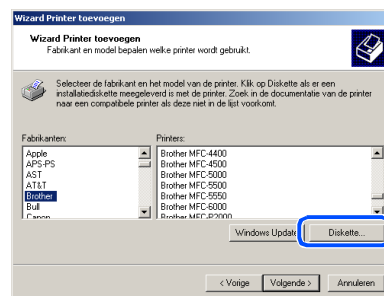 Wizard Printer toevoegen
Wizard Printer toevoegen
Fabrikant en model bepalen welke printer wordt gebruikt.
Selecteer de fabrikant en het model van de printer. Klik op Diskette als er een
installatiediskette meegeleverd is met de printer. Zoek in de documentatie van de printer
naar een compatibele printer als deze niet in de lijst voorkomt.
Fabrikanten:
Apple
APS-PS
AST
AT&T
Brother
Bull
Canon
Printers:
Brother MFC-4400
Brother MFC-4500
Brother MFC-5000
Brother MFC-5500
Brother MFC-5550
Brother MFC-6000
Brother MFC-P2000
Windows Update
Diskette...
< Vorige
Volgende >
Annuleren